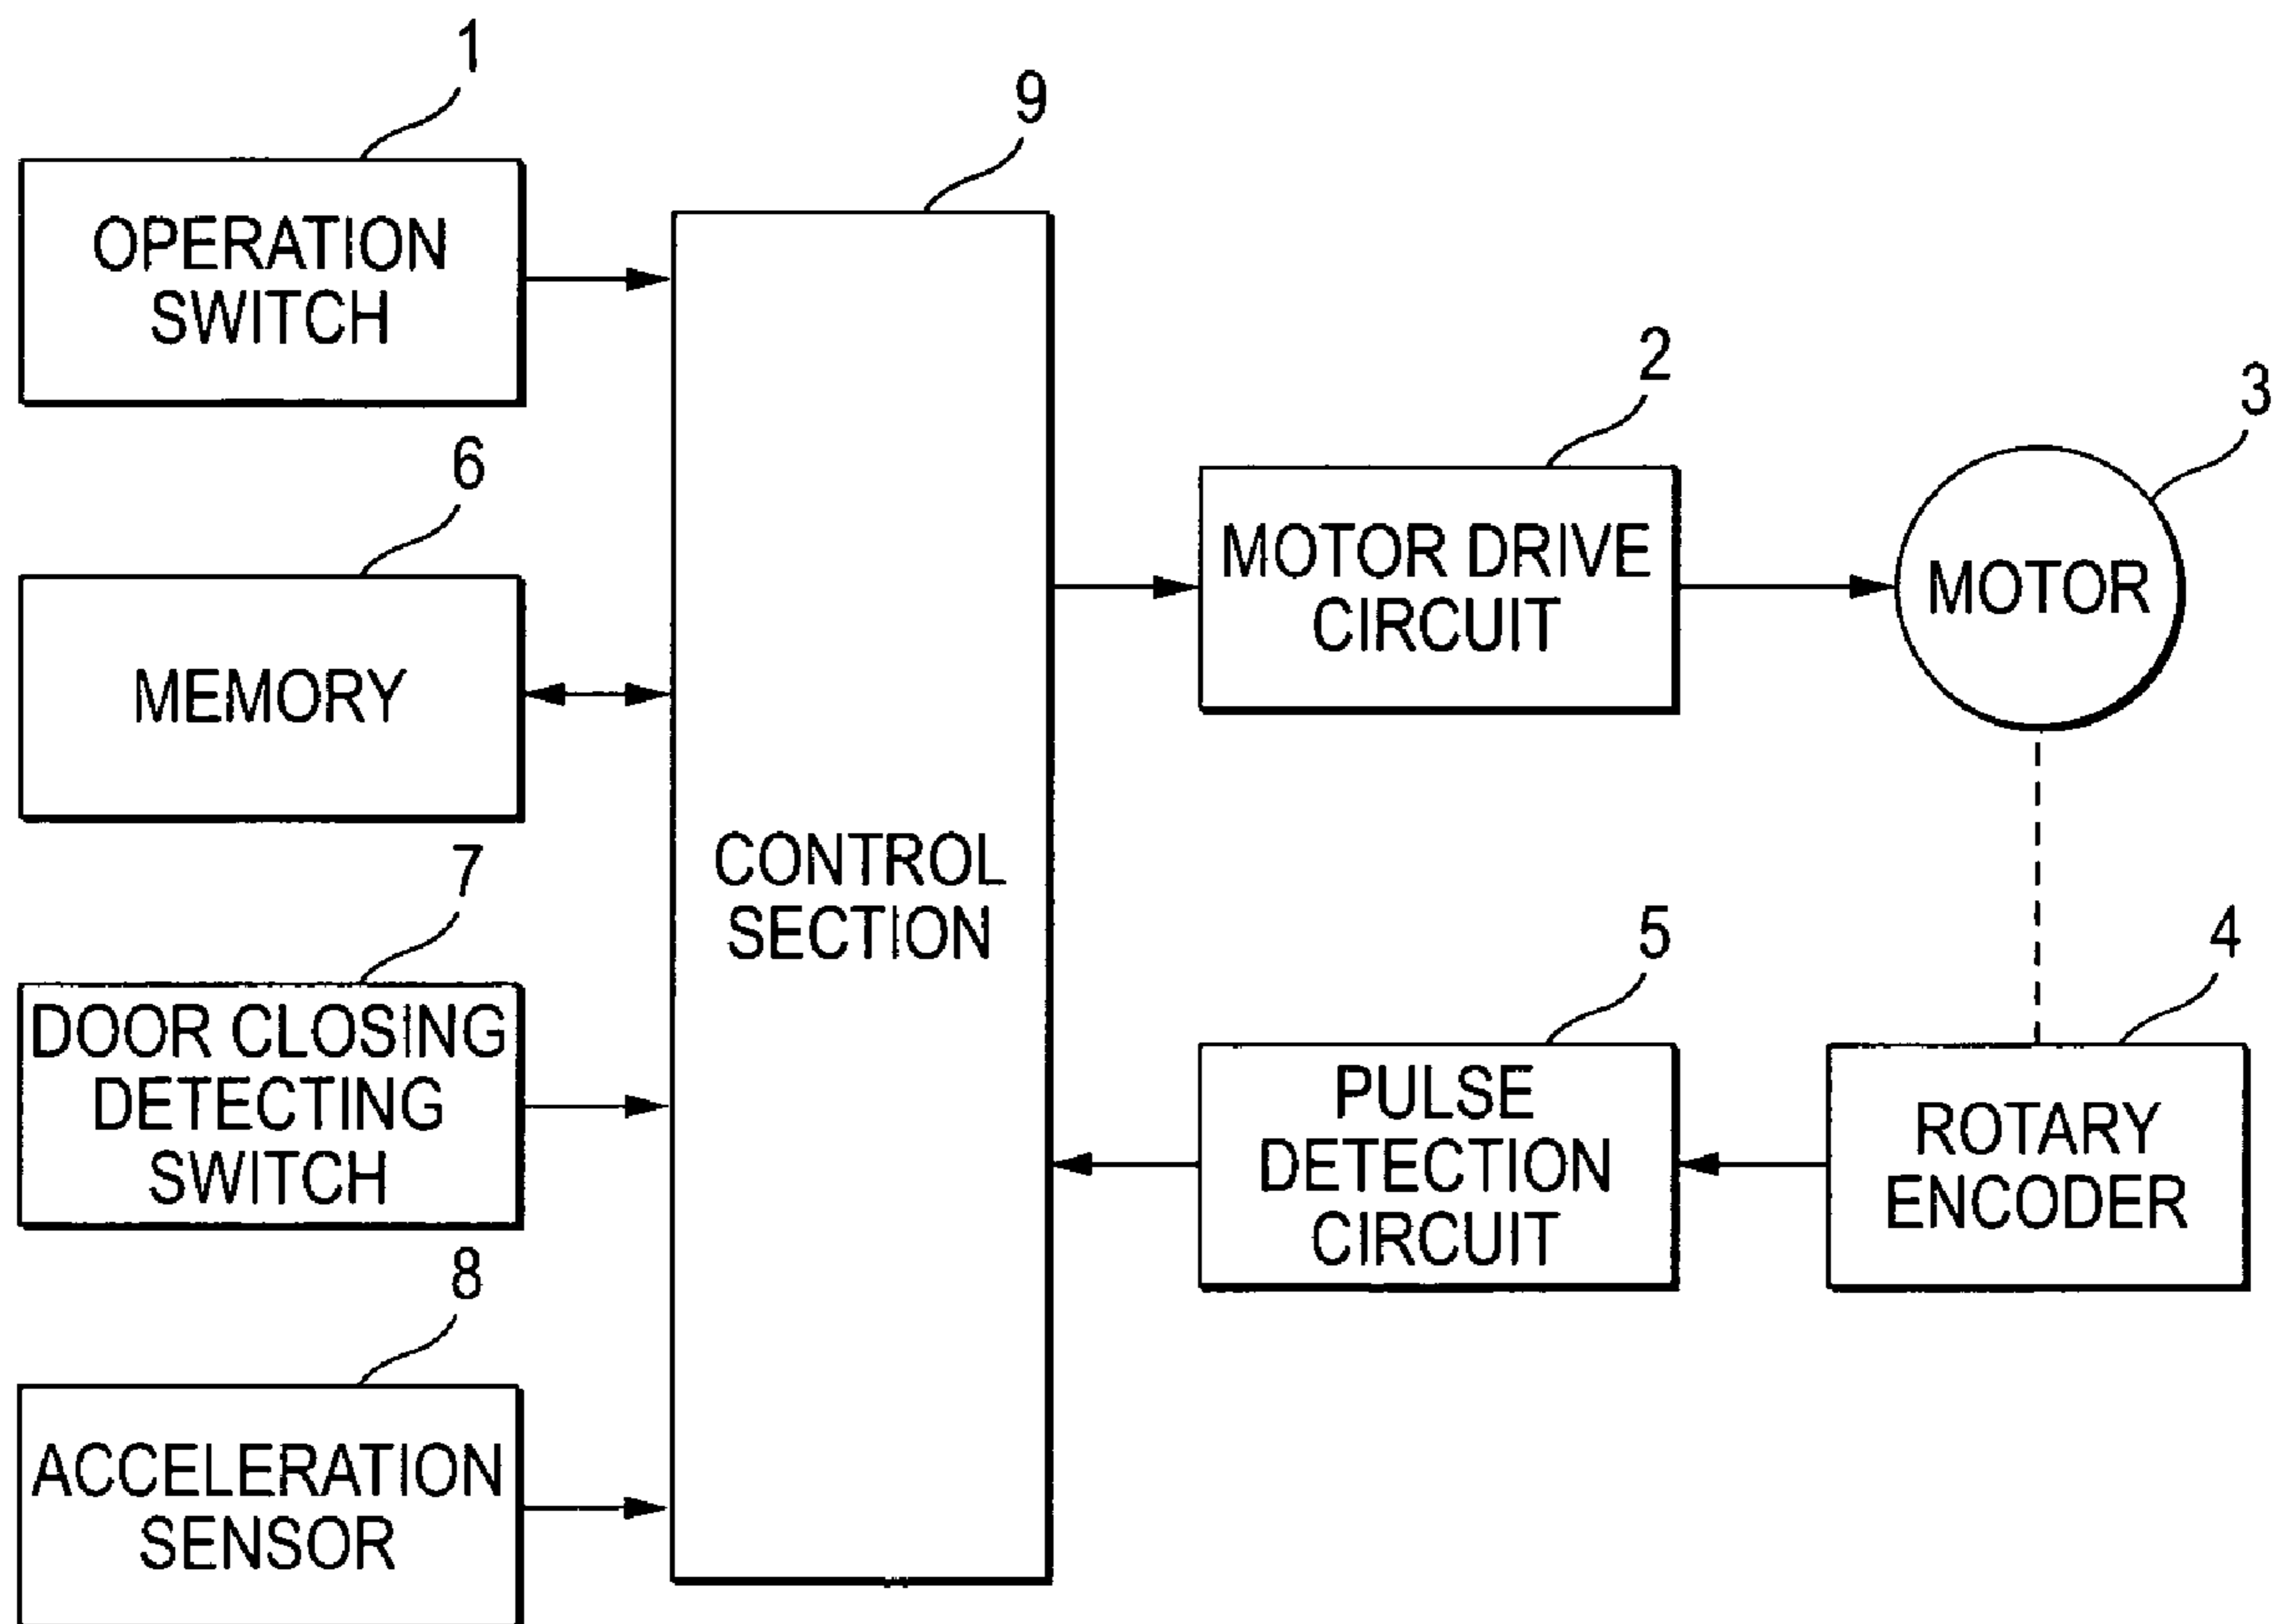 1
OPERATION
SWITCH
6
MEMORY
7
DOOR CLOSING
DETECTING
SWITCH
8
ACCELERATION
SENSOR
9
CONTROL
SECTION
2
MOTOR DRIVE
CIRCUIT
3
MOTOR
5
PULSE
DETECTION
CIRCUIT
4
ROTARY
ENCODER